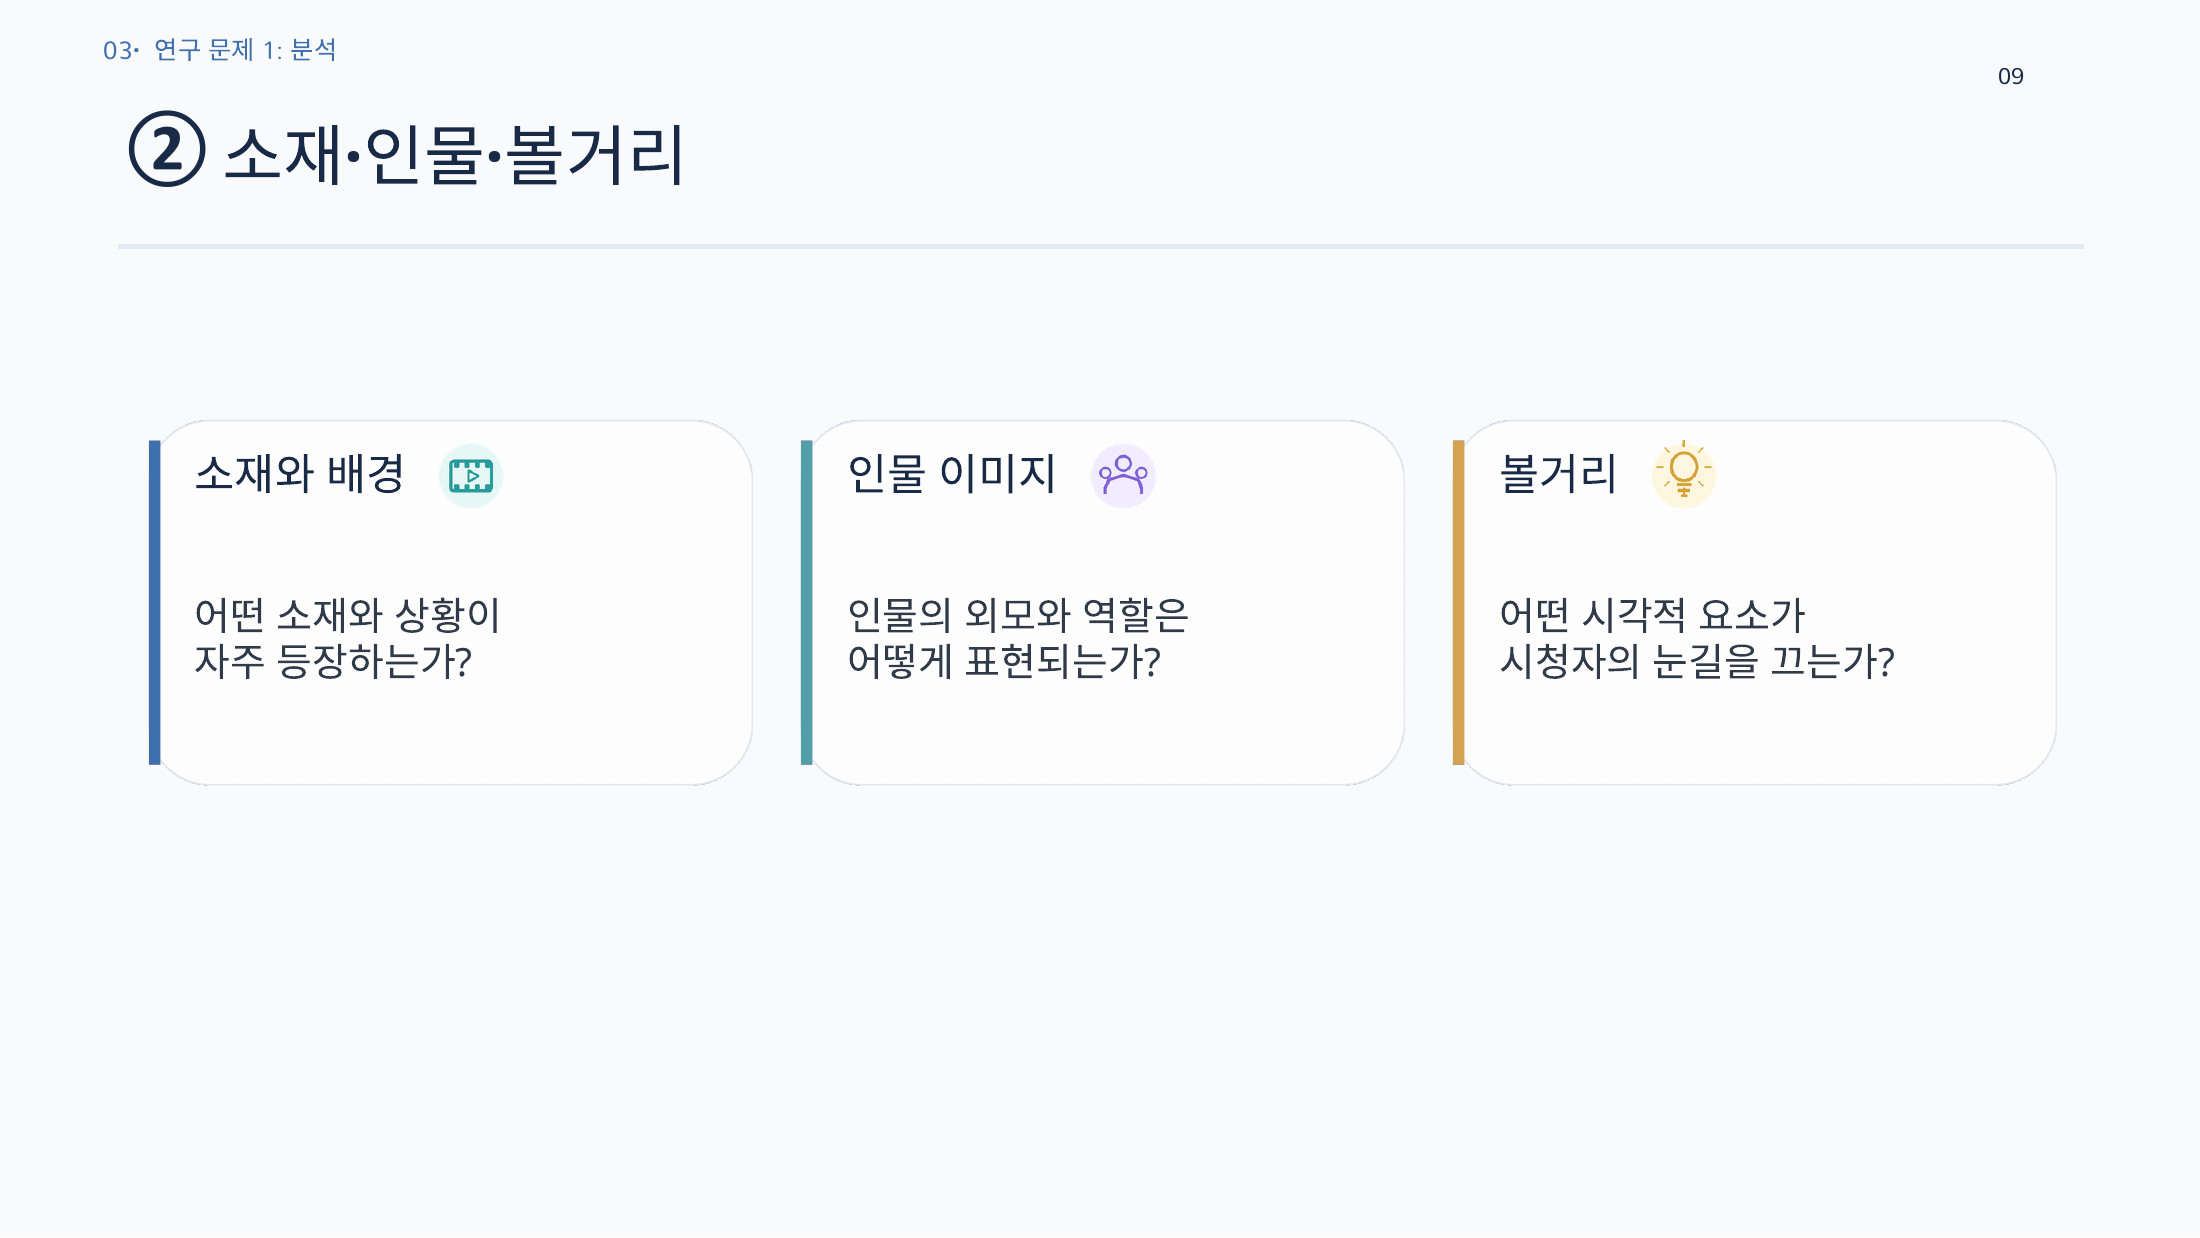 03· 연구 문제 1: 분석
09
② 소재·인물·볼거리
소재와 배경
어떤 소재와 상황이
자주 등장하는가?
인물 이미지
인물의 외모와 역할은
어떻게 표현되는가?
볼거리
어떤 시각적 요소가
시청자의 눈길을 끄는가?